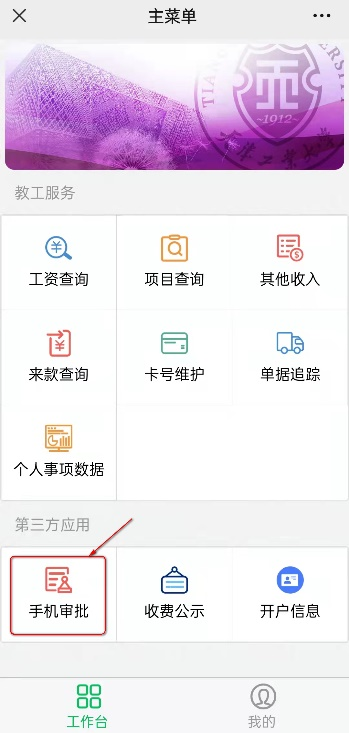 主菜单
1912
教工服务
工资查询 项目查询 其他收入
来款查询 卡号维护 单据追踪
个人事项数据
第三方应用
手机审批 收费公示 开户信息
工作台 我的